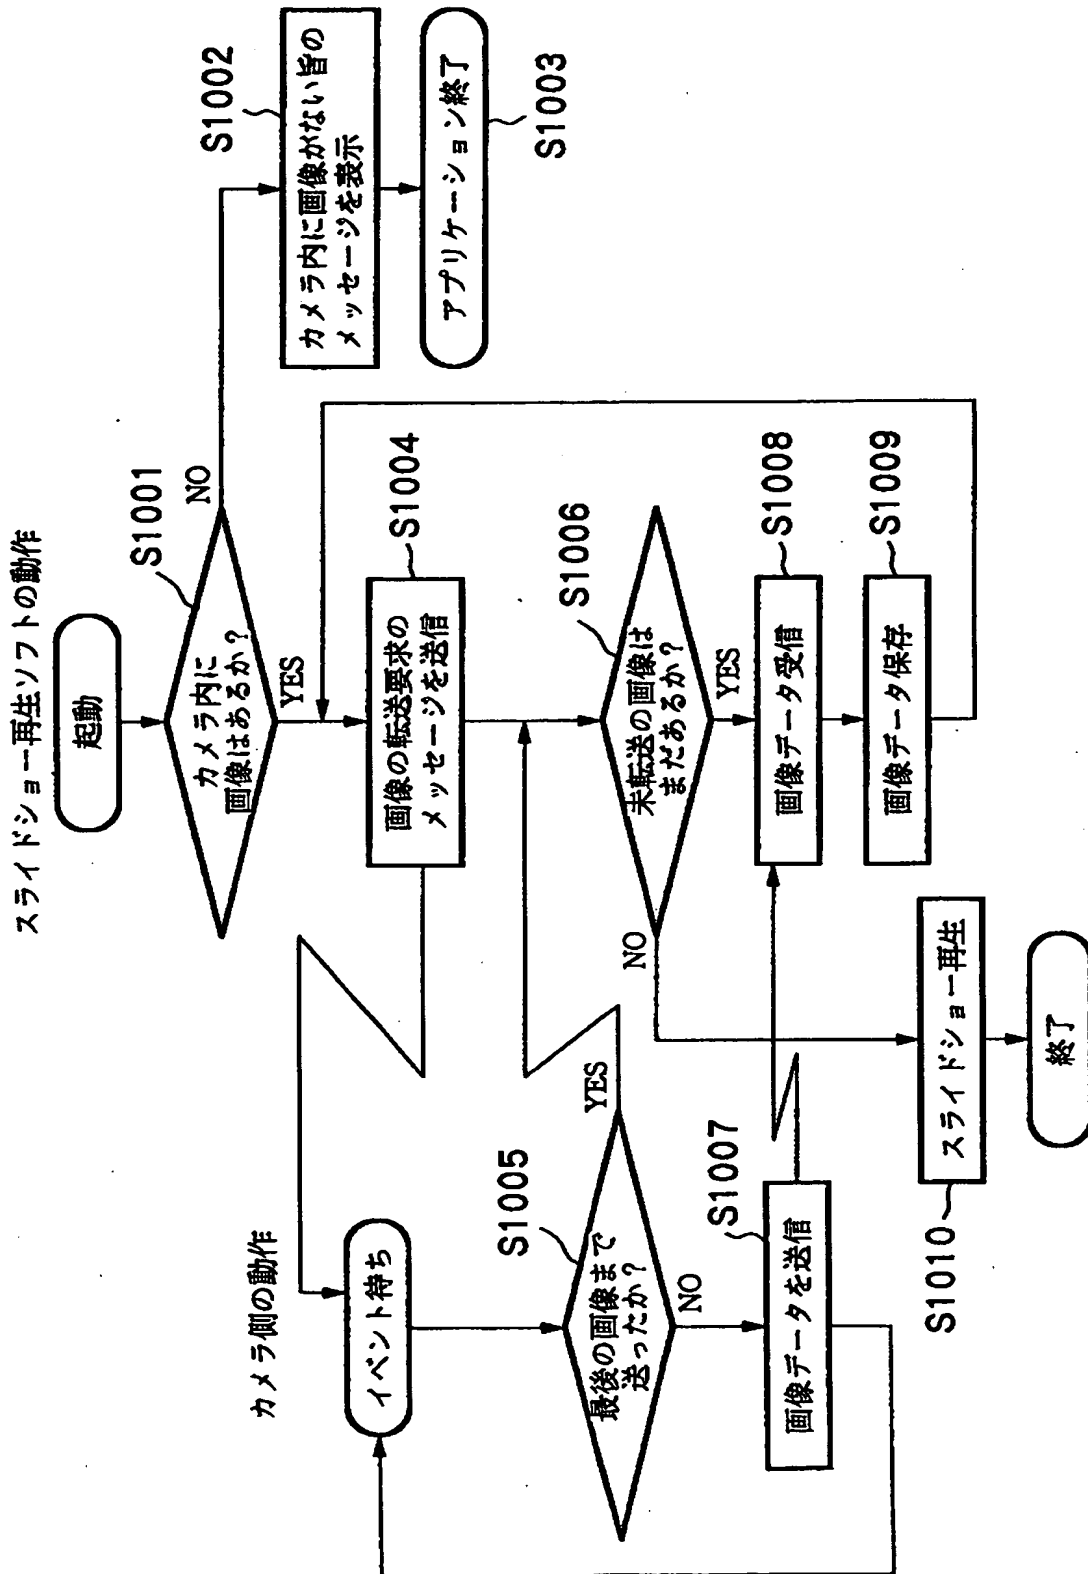 スライドショー再生ソフトの動作
起動
S1001
カメラ内に
画像はあるか?
NO
YES
S1002
カメラ内に画像がない旨の
メッセージを表示
アプリケーション終了
S1003
S1004
画像の転送要求の
メッセージを送信
カメラ側の動作
イベント待ち
S1005
最後の画像まで
送ったか?
YES
NO
S1006
未転送の画像は
まだあるか?
NO
YES
S1007
画像データを送信
S1008
画像データ受信
S1009
画像データ保存
S1010
スライドショー再生
終了